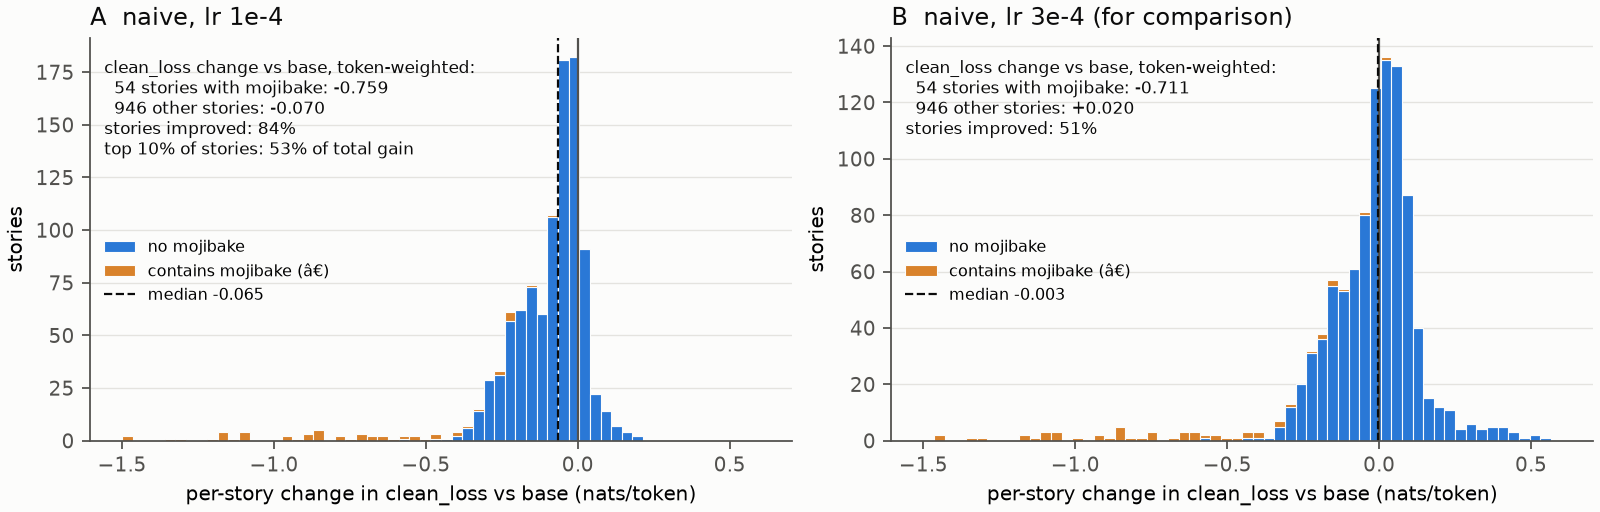 A naive, lr 1e-4
clean_loss change vs base, token-weighted:
54 stories with mojibake: -0.759
946 other stories: -0.070
stories improved: 84%
top 10% of stories: 53% of total gain
no mojibake
contains mojibake (â€)
median -0.065
stories
175
150
125
100
75
50
25
0
−1.5
−1.0
−0.5
0.0
0.5
per-story change in clean_loss vs base (nats/token)
B naive, lr 3e-4 (for comparison)
clean_loss change vs base, token-weighted:
54 stories with mojibake: -0.711
946 other stories: +0.020
stories improved: 51%
no mojibake
contains mojibake (â€)
median -0.003
stories
140
120
100
80
60
40
20
0
−1.5
−1.0
−0.5
0.0
0.5
per-story change in clean_loss vs base (nats/token)